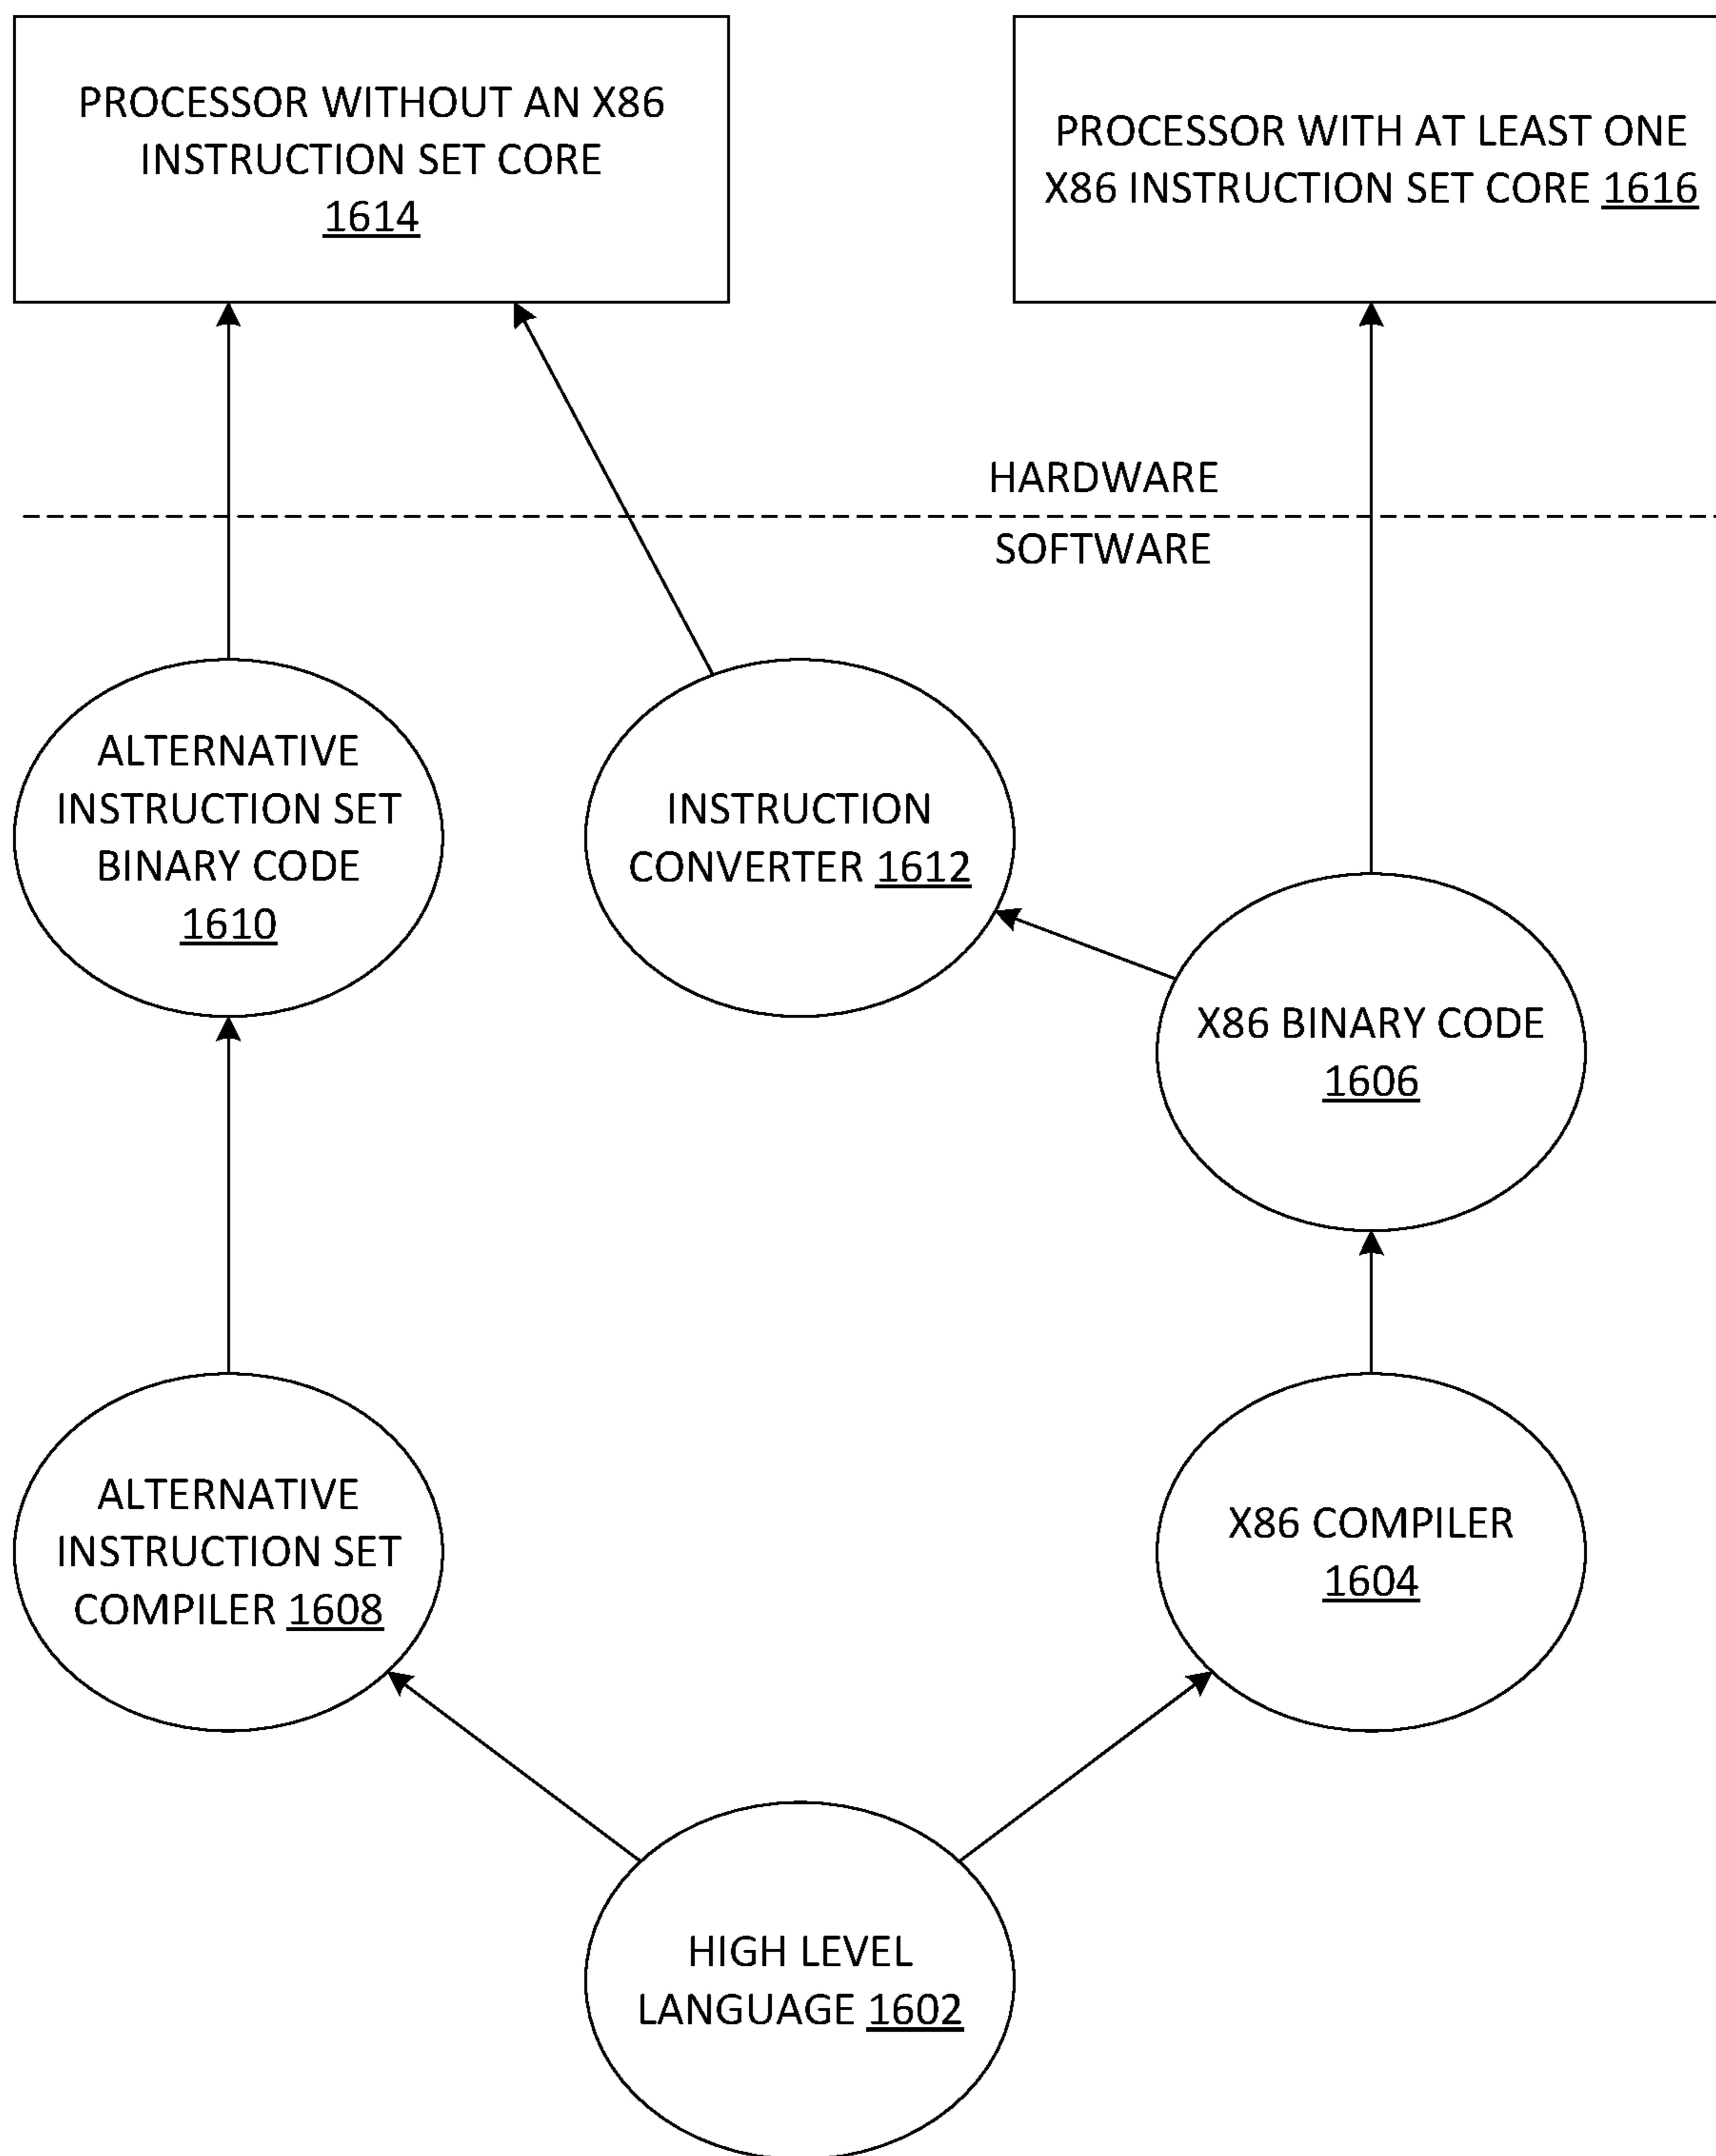 PROCESSOR WITHOUT AN X86
INSTRUCTION SET CORE
1614
PROCESSOR WITH AT LEAST ONE
X86 INSTRUCTION SET CORE 1616
HARDWARE
SOFTWARE
ALTERNATIVE
INSTRUCTION SET
BINARY CODE
1610
INSTRUCTION
CONVERTER 1612
X86 BINARY CODE
1606
ALTERNATIVE
INSTRUCTION SET
COMPILER 1608
X86 COMPILER
1604
HIGH LEVEL
LANGUAGE 1602